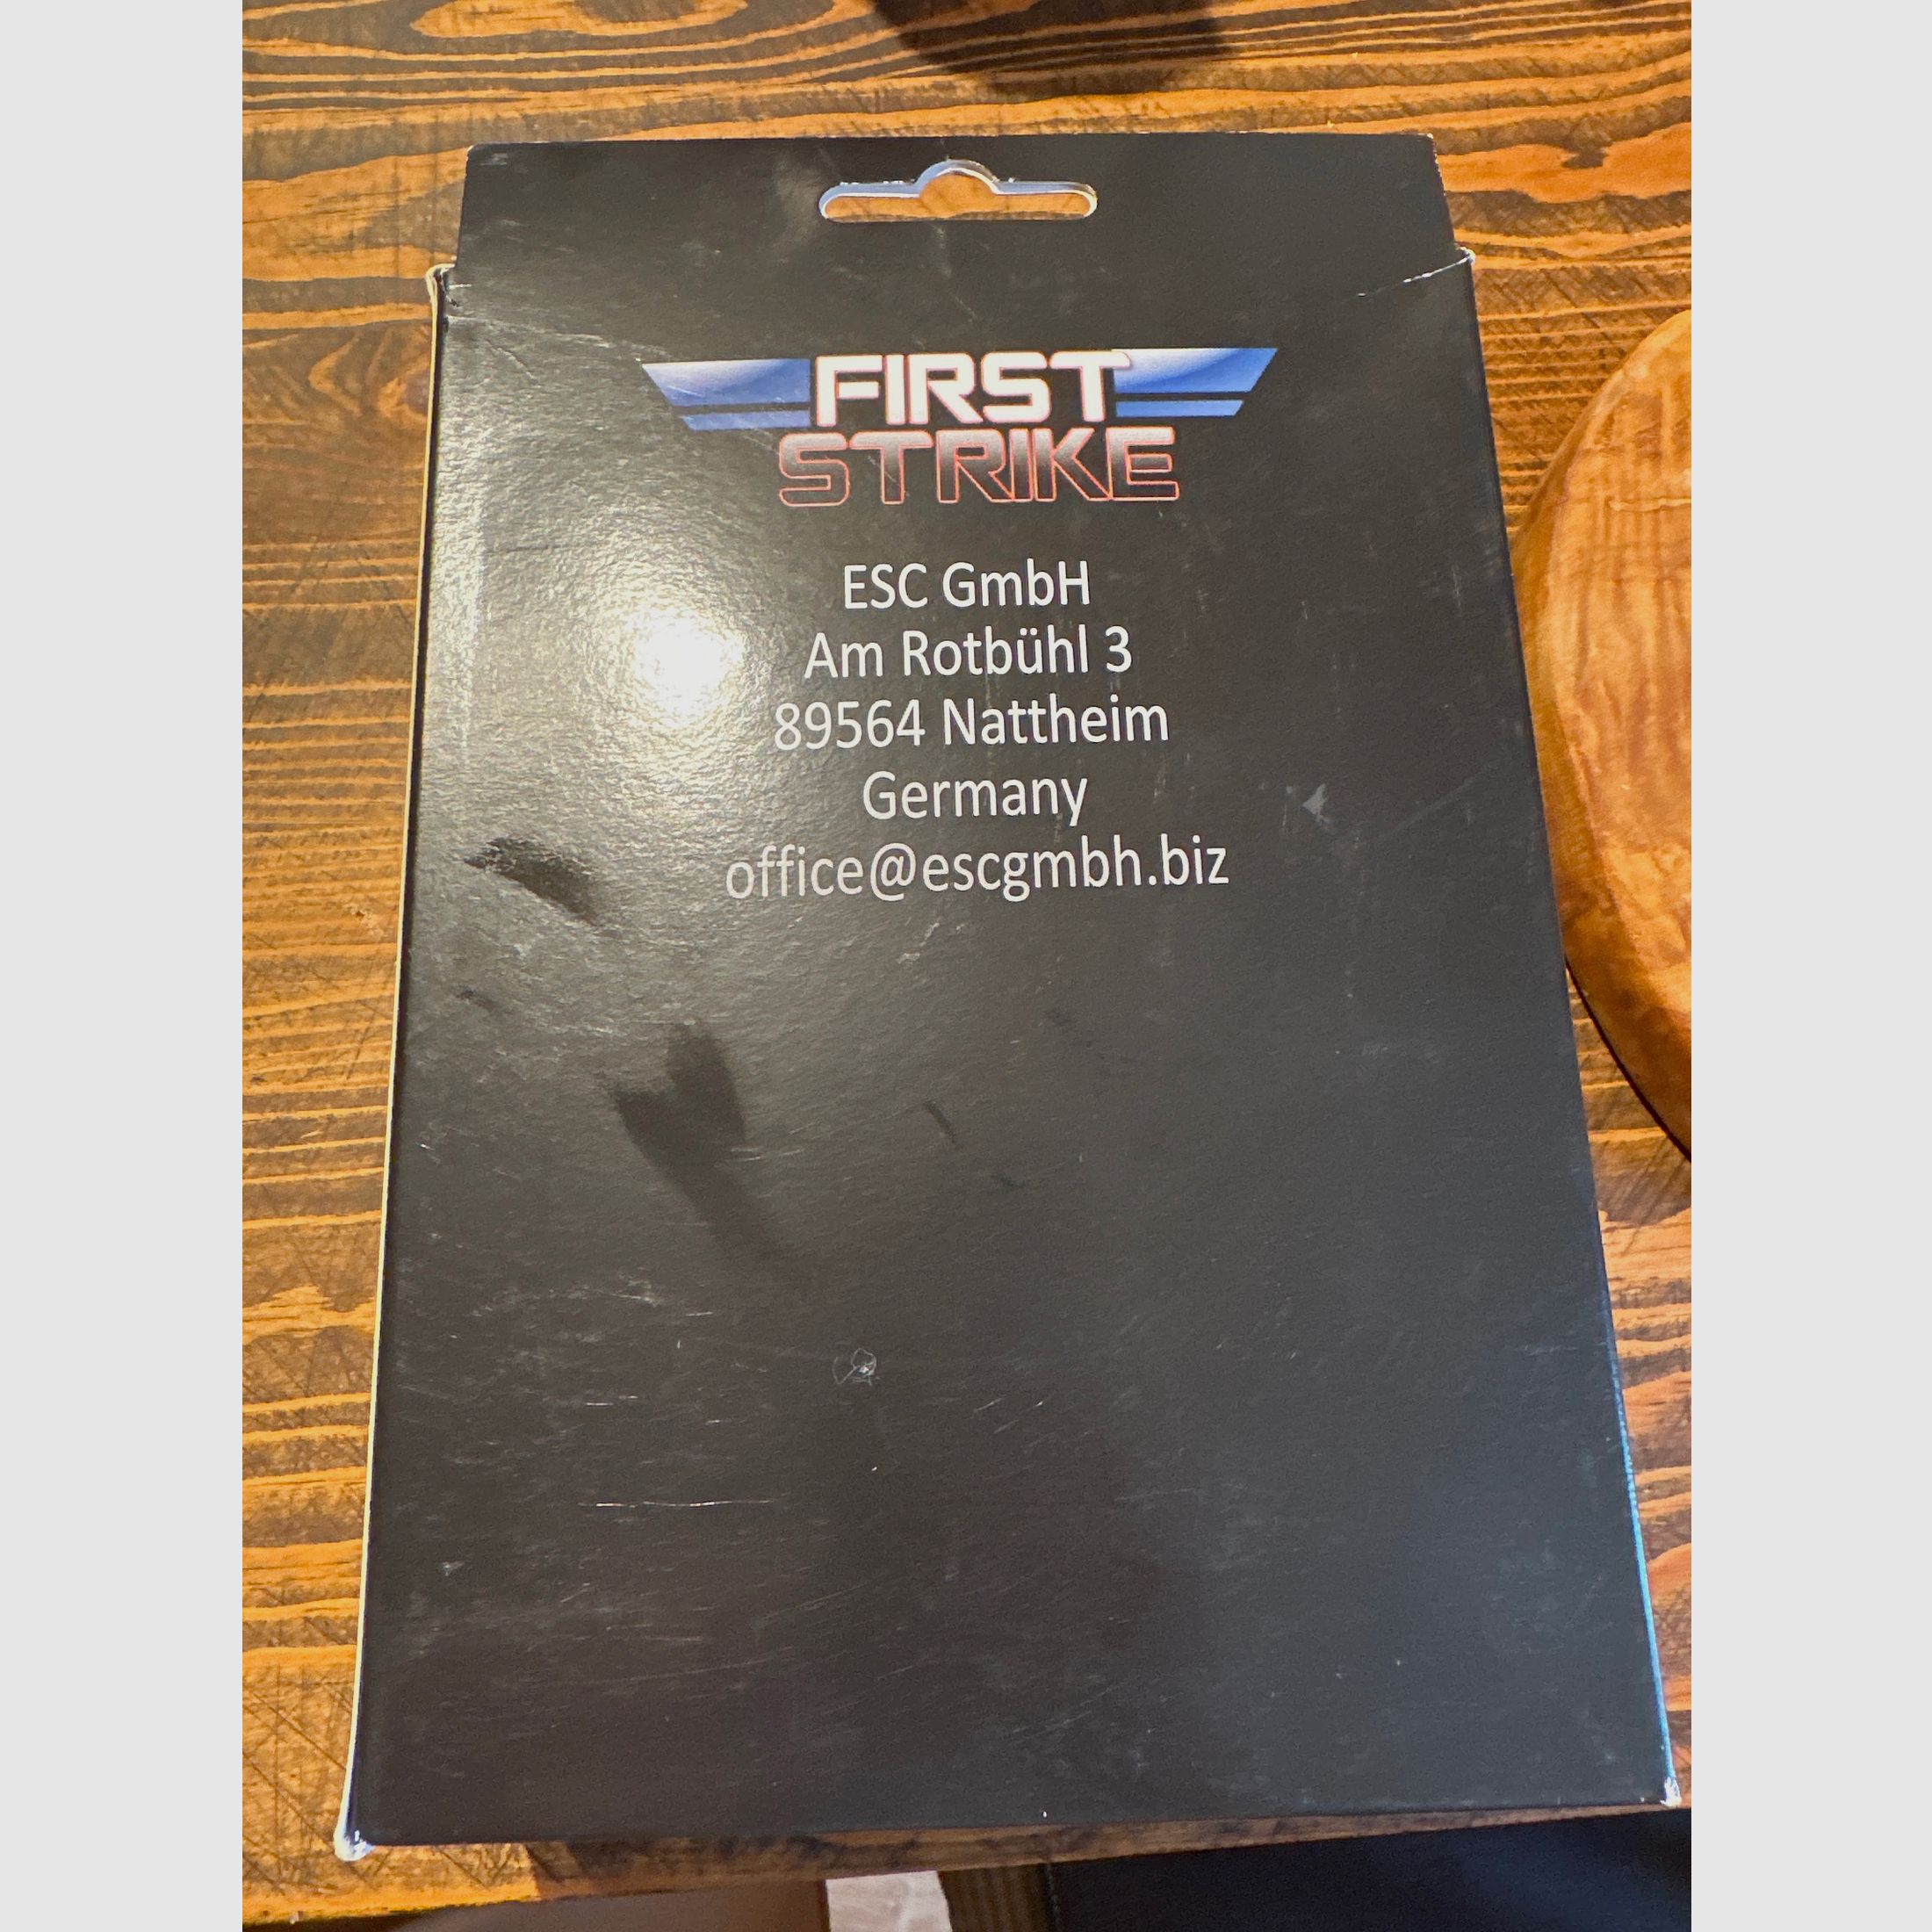 FIRST
STRIKE
ESC GmbH
Am Rotbühl 3
89564 Nattheim
Germany
office@escgmbh.biz